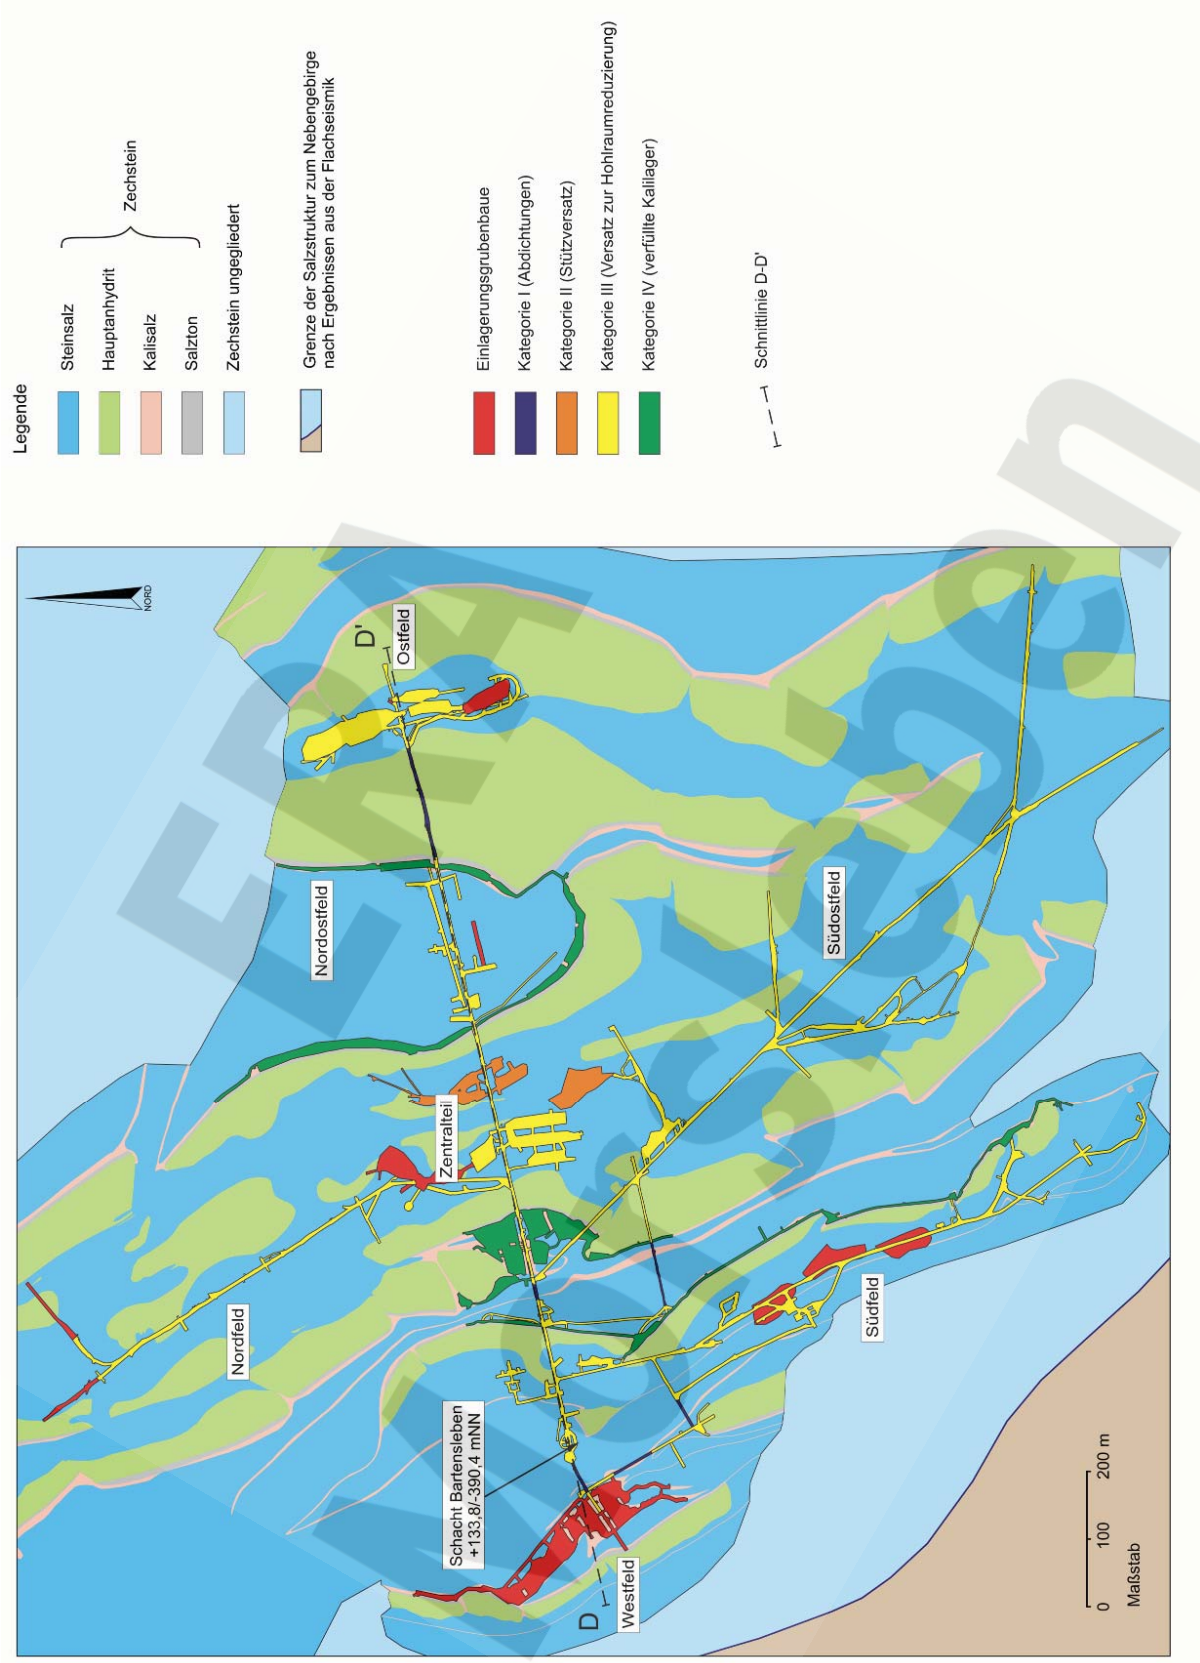 Legende
Steinsalz
Hauptanhydrit
Kalisalz
Salzton
Zechstein ungegliedert
Zechstein
Grenze der Salzstruktur zum Nebengebirge
nach Ergebnissen aus der Flachseismik
Einlagerungsgrubenbaue
Kategorie I (Abdichtungen)
Kategorie II (Stützversatz)
Kategorie III (Versatz zur Hohlraumreduzierung)
Kategorie IV (verfüllte Kalilager)
Schnittlinie D-D'
NORD
D'
Ostfeld
Nordostfeld
Südostfeld
Zentralteil
Nordfeld
Südfeld
Schacht Bartensleben
+133,8/-390,4 mNN
D
Westfeld
0 100 200 m
Maßstab
ERA
Morsleben